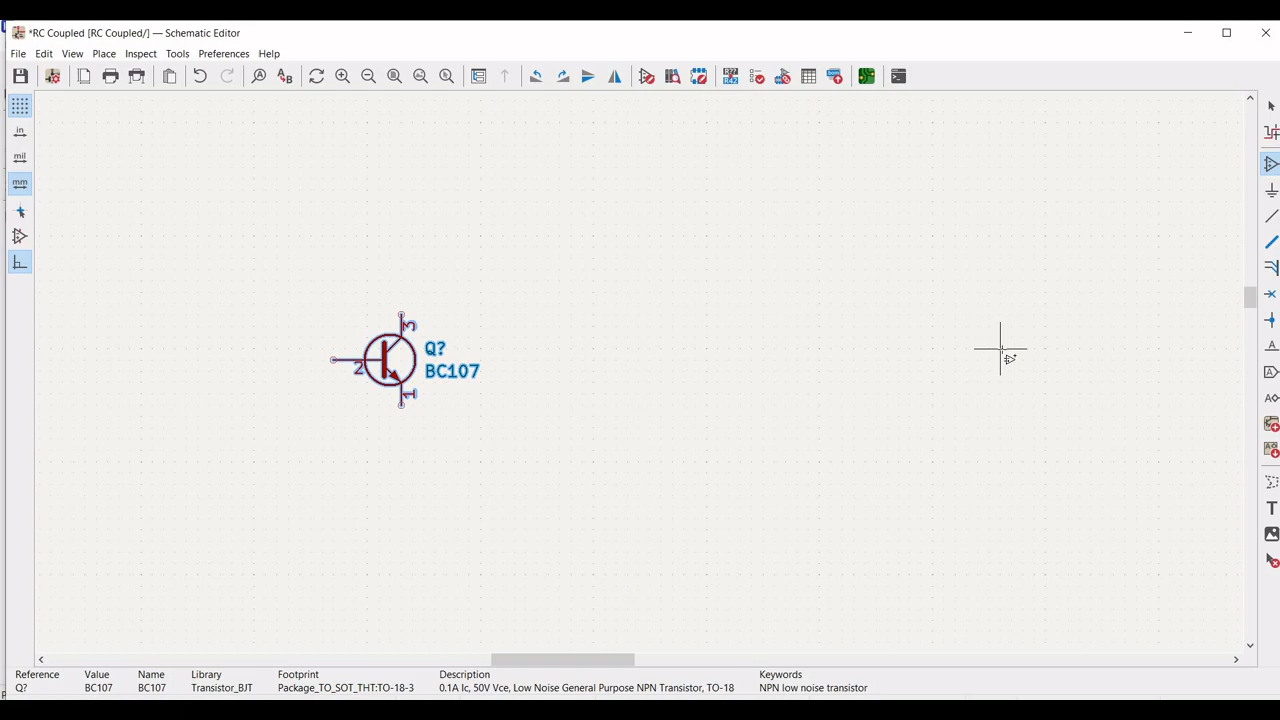 *RC Coupled [RC Coupled/] — Schematic Editor
File Edit View Place Inspect Tools Preferences Help
in
mil
mm
3
Q?
2
BC107
1
A
T
Reference Value Name Library Footprint Description Keywords
Q? BC107 BC107 Transistor_BJT Package_TO_SOT_THT:TO-18-3 0.1A Ic, 50V Vce, Low Noise General Purpose NPN Transistor, TO-18 NPN low noise transistor